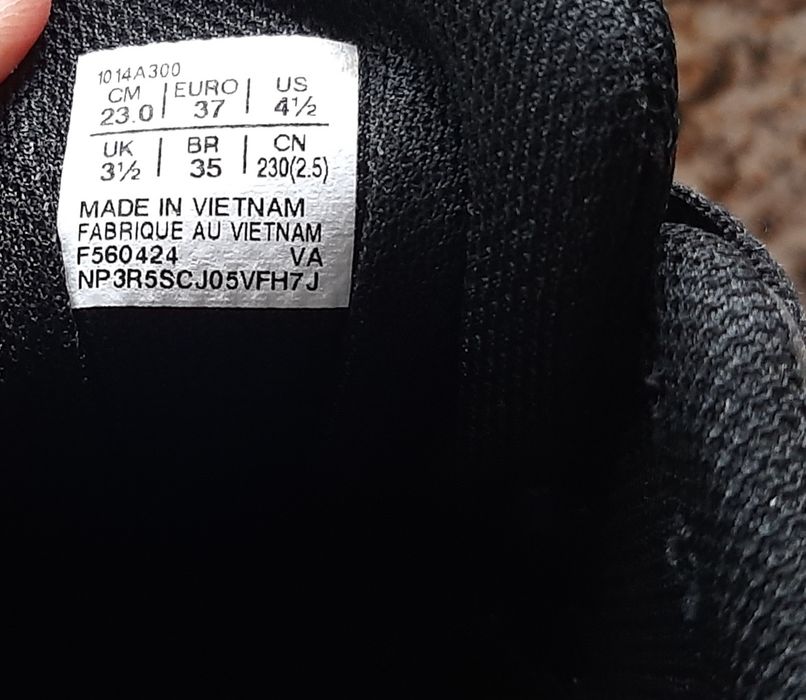 1014A300
CM | EURO | US
23.0 | 37 | 4½
UK | BR | CN
3½ | 35 | 230(2.5)
MADE IN VIETNAM
FABRIQUE AU VIETNAM
F560424 VA
NP3R5SCJ05VFH7J